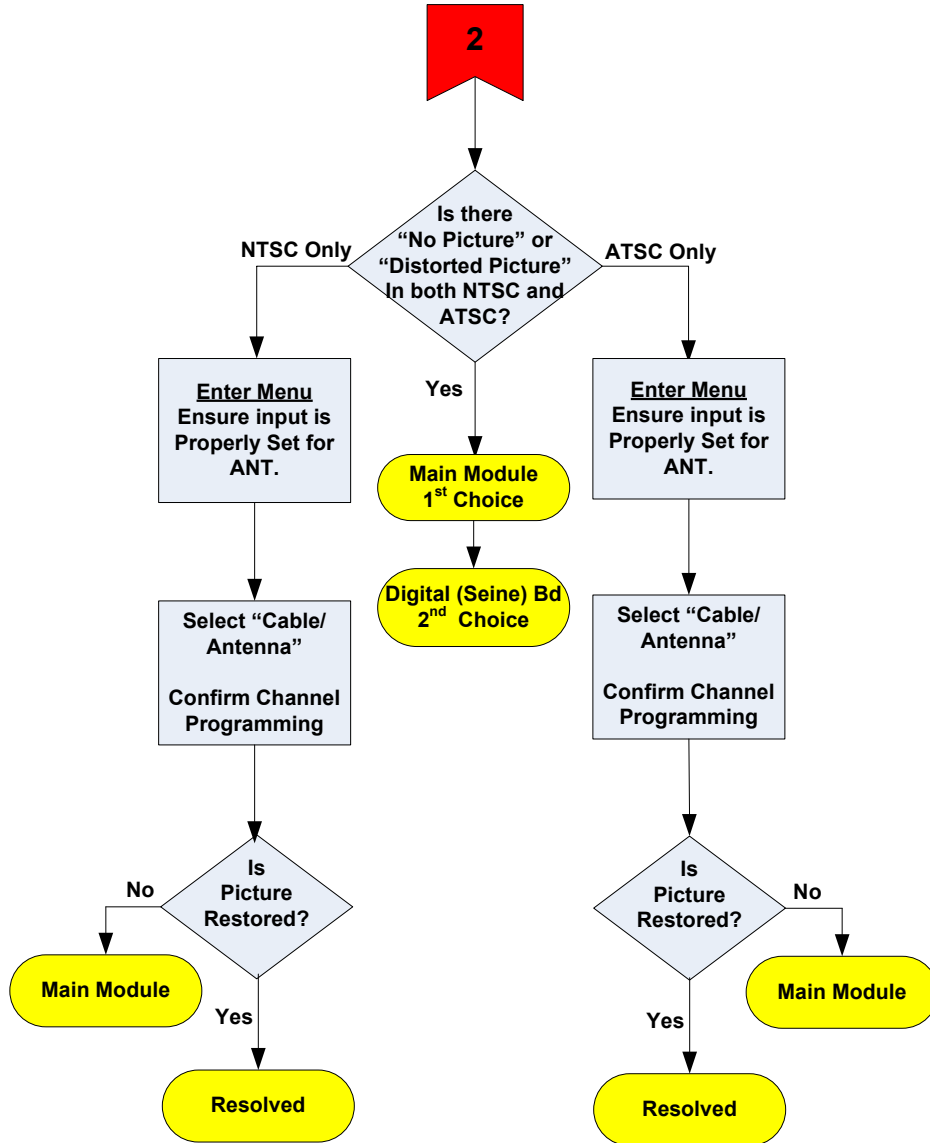 2
Is there
“No Picture” or
“Distorted Picture”
In both NTSC and
ATSC?
NTSC Only
ATSC Only
Yes
Enter Menu
Ensure input is
Properly Set for
ANT.
Main Module
1st Choice
Digital (Seine) Bd
2nd Choice
Enter Menu
Ensure input is
Properly Set for
ANT.
Select “Cable/
Antenna”
Confirm Channel
Programming
Select “Cable/
Antenna”
Confirm Channel
Programming
Is
Picture
Restored?
No
Main Module
Yes
Resolved
Is
Picture
Restored?
No
Main Module
Yes
Resolved